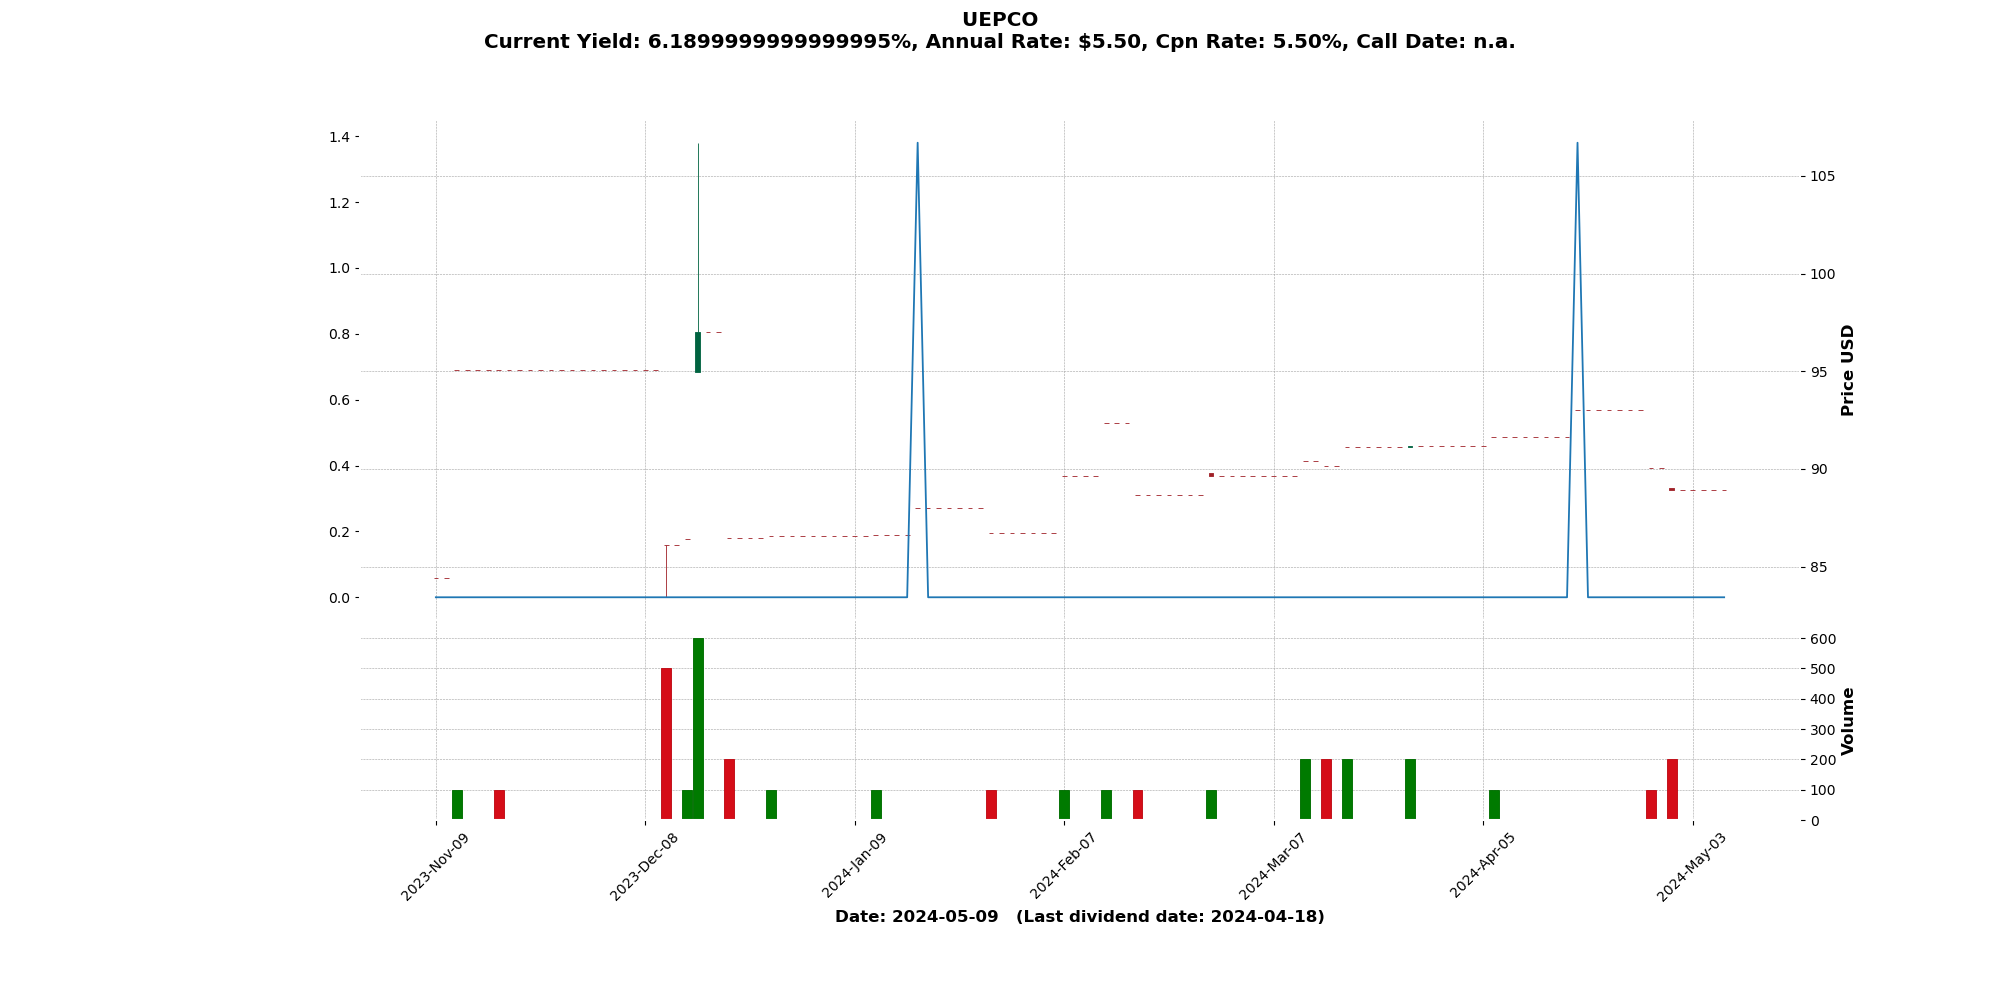 UEPCO
Current Yield: 6.1899999999999995%, Annual Rate: $5.50, Cpn Rate: 5.50%, Call Date: n.a.
1.4
1.2
1.0
0.8
0.6
0.4
0.2
0.0
105
100
95
90
85
Price USD
600
500
400
300
200
100
0
Volume
2023-Nov-09
2023-Dec-08
2024-Jan-09
2024-Feb-07
2024-Mar-07
2024-Apr-05
2024-May-03
Date: 2024-05-09 (Last dividend date: 2024-04-18)